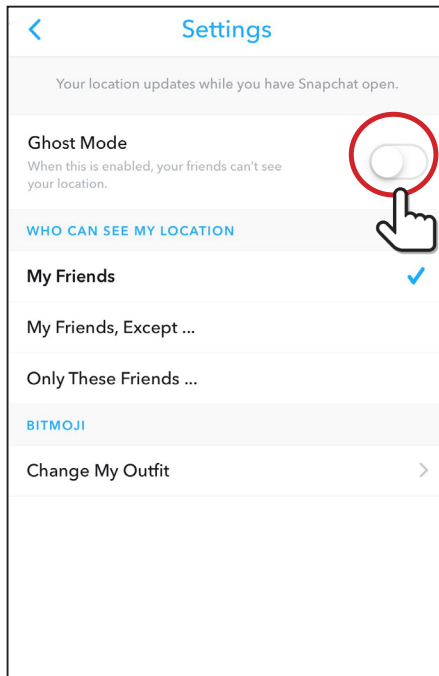 Settings
Your location updates while you have Snapchat open.
Ghost Mode
When this is enabled, your friends can't see
your location.
WHO CAN SEE MY LOCATION
My Friends
My Friends, Except ...
Only These Friends ...
BITMOJI
Change My Outfit